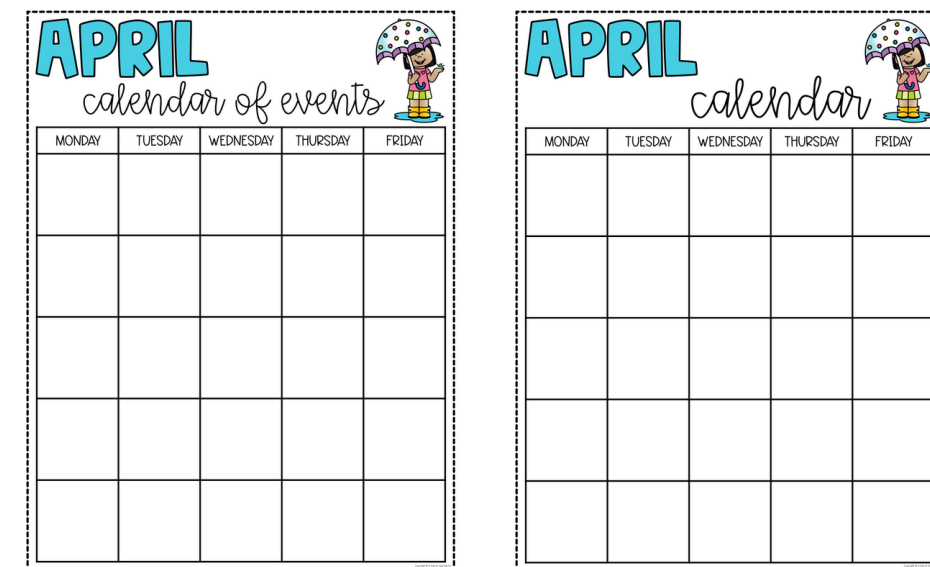 APRIL
calendar of events
MONDAY TUESDAY WEDNESDAY THURSDAY FRIDAY
APRIL
calendar
MONDAY TUESDAY WEDNESDAY THURSDAY FRIDAY